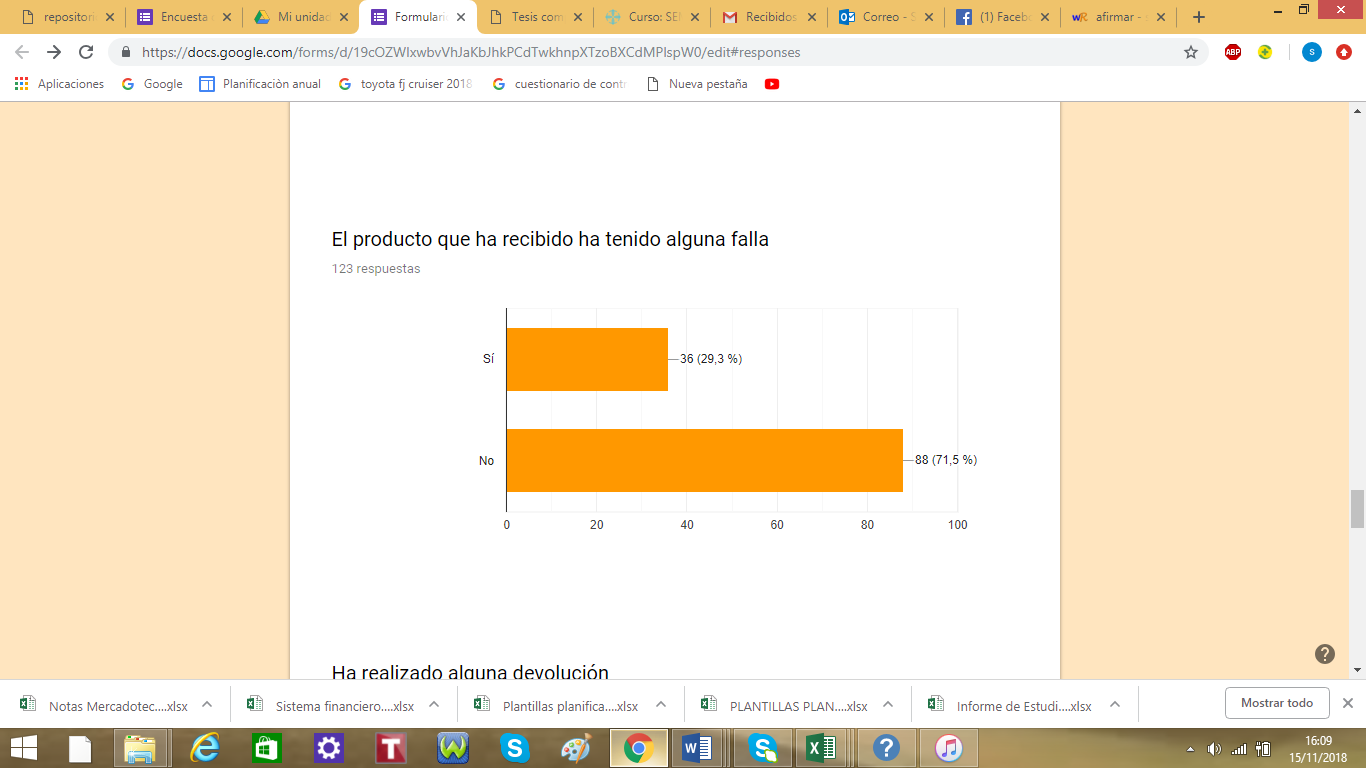 repositori
Encuesta
Mi unidad
Formulari
Tesis com
Curso: SEI
Recibidos
Correo - S
(1) Facebo
afirmar -
https://docs.google.com/forms/d/19cOZWIxwbvVhJaKbJhkPCdTwkhnpXTzoBXCdMPIspW0/edit#responses
ABP
S
Aplicaciones
Google
Planificaciòn anual
toyota fj cruiser 2018
cuestionario de cont
Nueva pestaña
El producto que ha recibido ha tenido alguna falla
123 respuestas
Sí
36 (29,3 %)
No
88 (71,5 %)
0 20 40 60 80 100
Ha realizado alguna devolución
Notas Mercadotec....xlsx
Sistema financiero....xlsx
Plantillas planifica....xlsx
PLANTILLAS PLAN....xlsx
Informe de Estudi....xlsx
Mostrar todo
16:09
15/11/2018